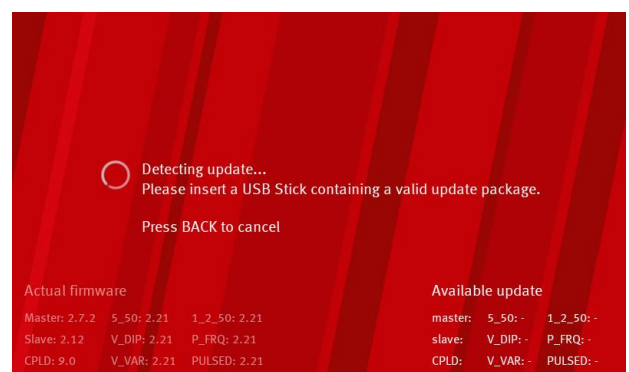 Detecting update...
Please insert a USB Stick containing a valid update package.
Press BACK to cancel
Actual firmware
Master: 2.7.2 5_50: 2.21 1_2_50: 2.21
Slave: 2.12 V_DIP: 2.21 P_FRQ: 2.21
CPLD: 9.0 V_VAR: 2.21 PULSED: 2.21
Available update
master: 5_50: - 1_2_50: -
slave: V_DIP: - P_FRQ: -
CPLD: V_VAR: - PULSED: -